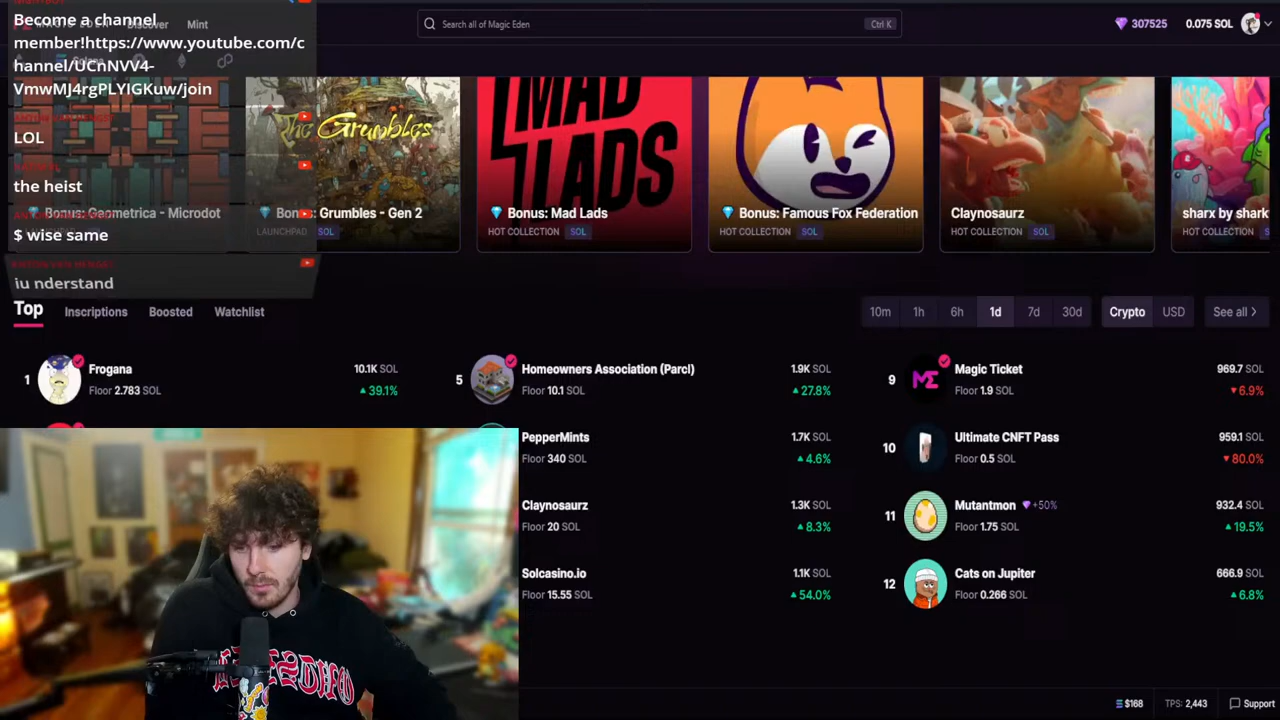 Become a channel
member!https://www.youtube.com/c
hannel/UCnNVV4-
VmwMJ4rgPLYIGKuw/join
LOL
the heist
$ wise same
iu nderstand
Discover
Mint
Search all of Magic Eden
Ctrl K
307525
0.075 SOL
Bonus: Geometrica - Microdot
LAUNCHPAD
The Grumbles
Bonus: Grumbles - Gen 2
SOL
MAD
LADS
Bonus: Mad Lads
HOT COLLECTION SOL
Bonus: Famous Fox Federation
HOT COLLECTION SOL
Claynosaurz
HOT COLLECTION SOL
sharx by shark
HOT COLLECTION S
Top
Inscriptions
Boosted
Watchlist
10m
1h
6h
1d
7d
30d
Crypto
USD
See all
1
Frogana
10.1K SOL
Floor 2.783 SOL
39.1%
5
Homeowners Association (Parcl)
1.9K SOL
Floor 10.1 SOL
27.8%
PepperMints
1.7K SOL
Floor 340 SOL
4.6%
Claynosaurz
1.3K SOL
Floor 20 SOL
8.3%
Solcasino.io
1.1K SOL
Floor 15.55 SOL
54.0%
9
ME
Magic Ticket
969.7 SOL
Floor 1.9 SOL
6.9%
10
Ultimate CNFT Pass
959.1 SOL
Floor 0.5 SOL
80.0%
11
Mutantmon +50%
932.4 SOL
Floor 1.75 SOL
19.5%
12
Cats on Jupiter
666.9 SOL
Floor 0.266 SOL
6.8%
$168
TPS: 2,443
Support